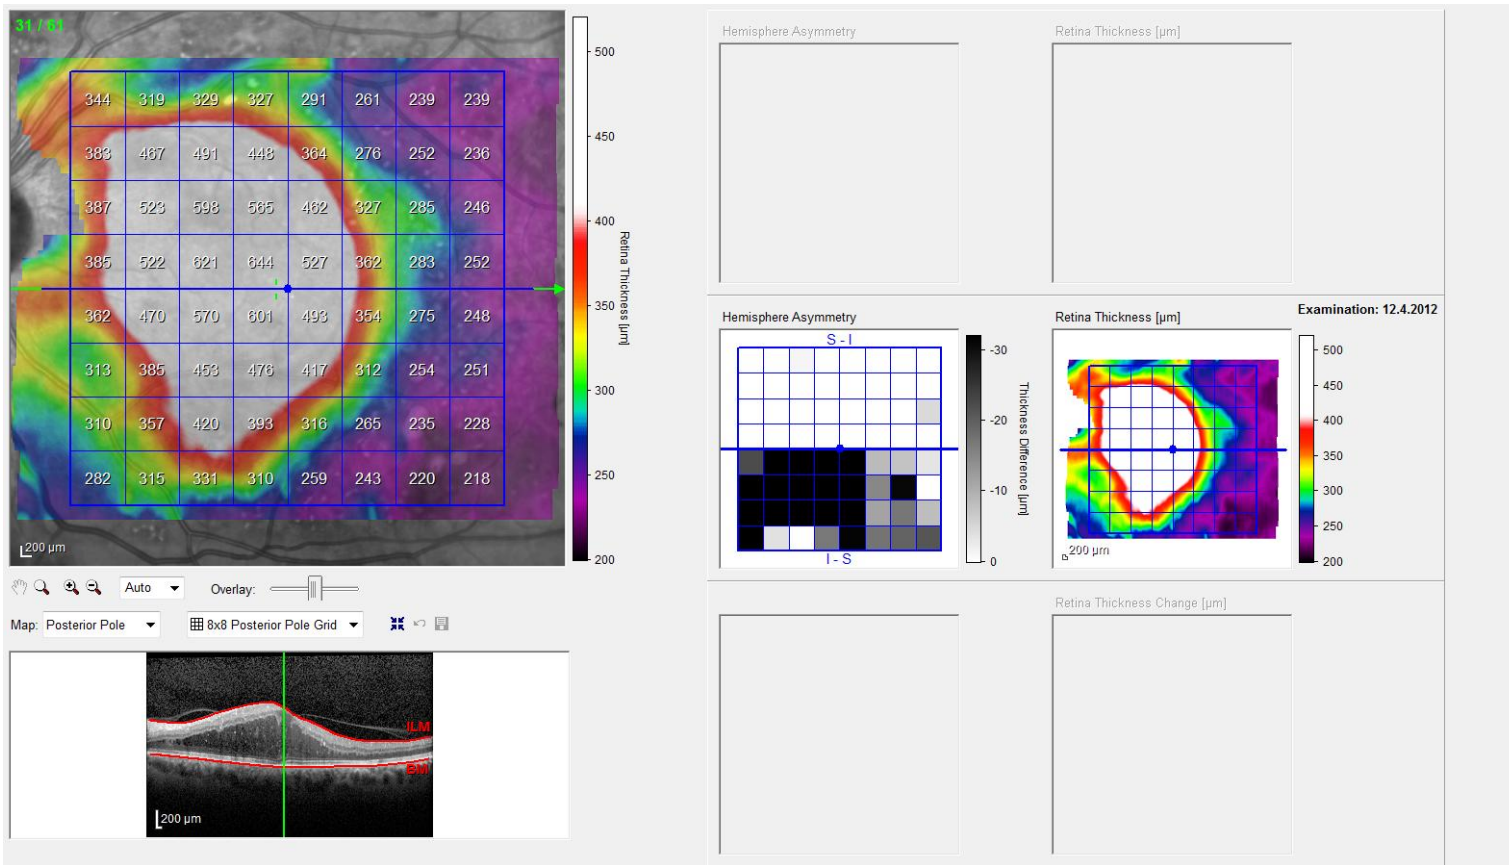 31 / 61
344 319 329 327 291 261 239 239
383 467 491 448 364 276 252 236
387 523 598 565 462 327 285 246
385 522 621 644 527 362 283 252
362 470 570 601 493 354 275 248
313 385 453 476 417 312 254 251
310 357 420 393 316 265 235 228
282 315 331 310 259 243 220 218
200 µm
500
450
400
350
300
250
200
Retina Thickness [µm]
Auto
Overlay:
Map: Posterior Pole
8x8 Posterior Pole Grid
ILM
BM
200 µm
Hemisphere Asymmetry
Retina Thickness [µm]
Hemisphere Asymmetry
S - I
I - S
-30
-20
-10
0
Thickness Difference [µm]
Retina Thickness [µm]
Examination: 12.4.2012
500
450
400
350
300
250
200
200 µm
Retina Thickness Change [µm]